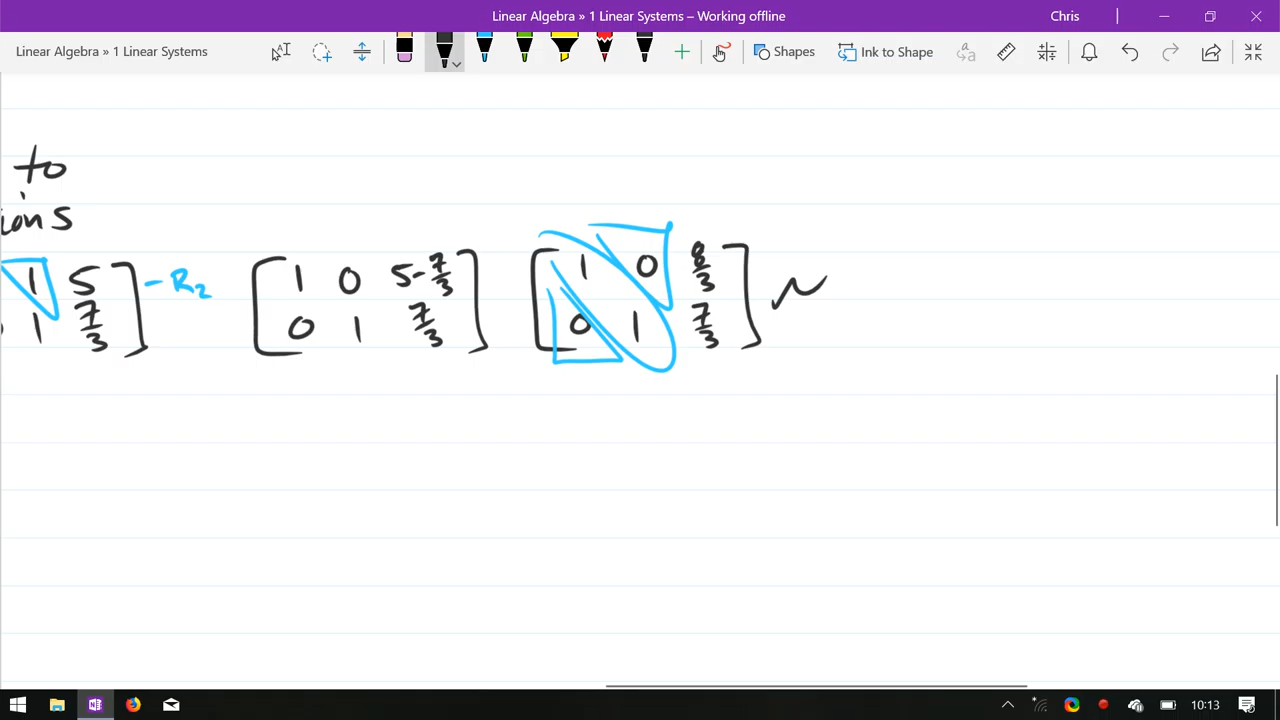 Linear Algebra » 1 Linear Systems – Working offline
Chris
Linear Algebra » 1 Linear Systems
Shapes
Ink to Shape
to
ions
1 5 ] -R2 [ 1 0 5-7/3 ] [ 1 0 8/3 ] ~
1 7/3 ] [ 0 1 7/3 ] [ 0 1 7/3 ]
10:13